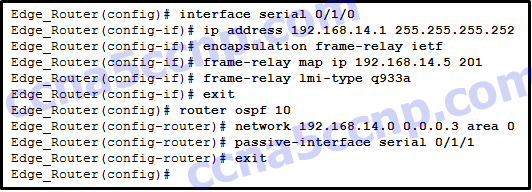 Edge_Router(config)# interface serial 0/1/0
Edge_Router(config-if)# ip address 192.168.14.1 255.255.255.252
Edge_Router(config-if)# encapsulation frame-relay ietf
Edge_Router(config-if)# frame-relay map ip 192.168.14.5 201
Edge_Router(config-if)# frame-relay lmi-type q933a
Edge_Router(config-if)# exit
Edge_Router(config)# router ospf 10
Edge_Router(config-router)# network 192.168.14.0 0.0.0.3 area 0
Edge_Router(config-router)# passive-interface serial 0/1/1
Edge_Router(config-router)# exit
Edge_Router(config)#
ccna5ccnp.com
ccna5ccnp.com